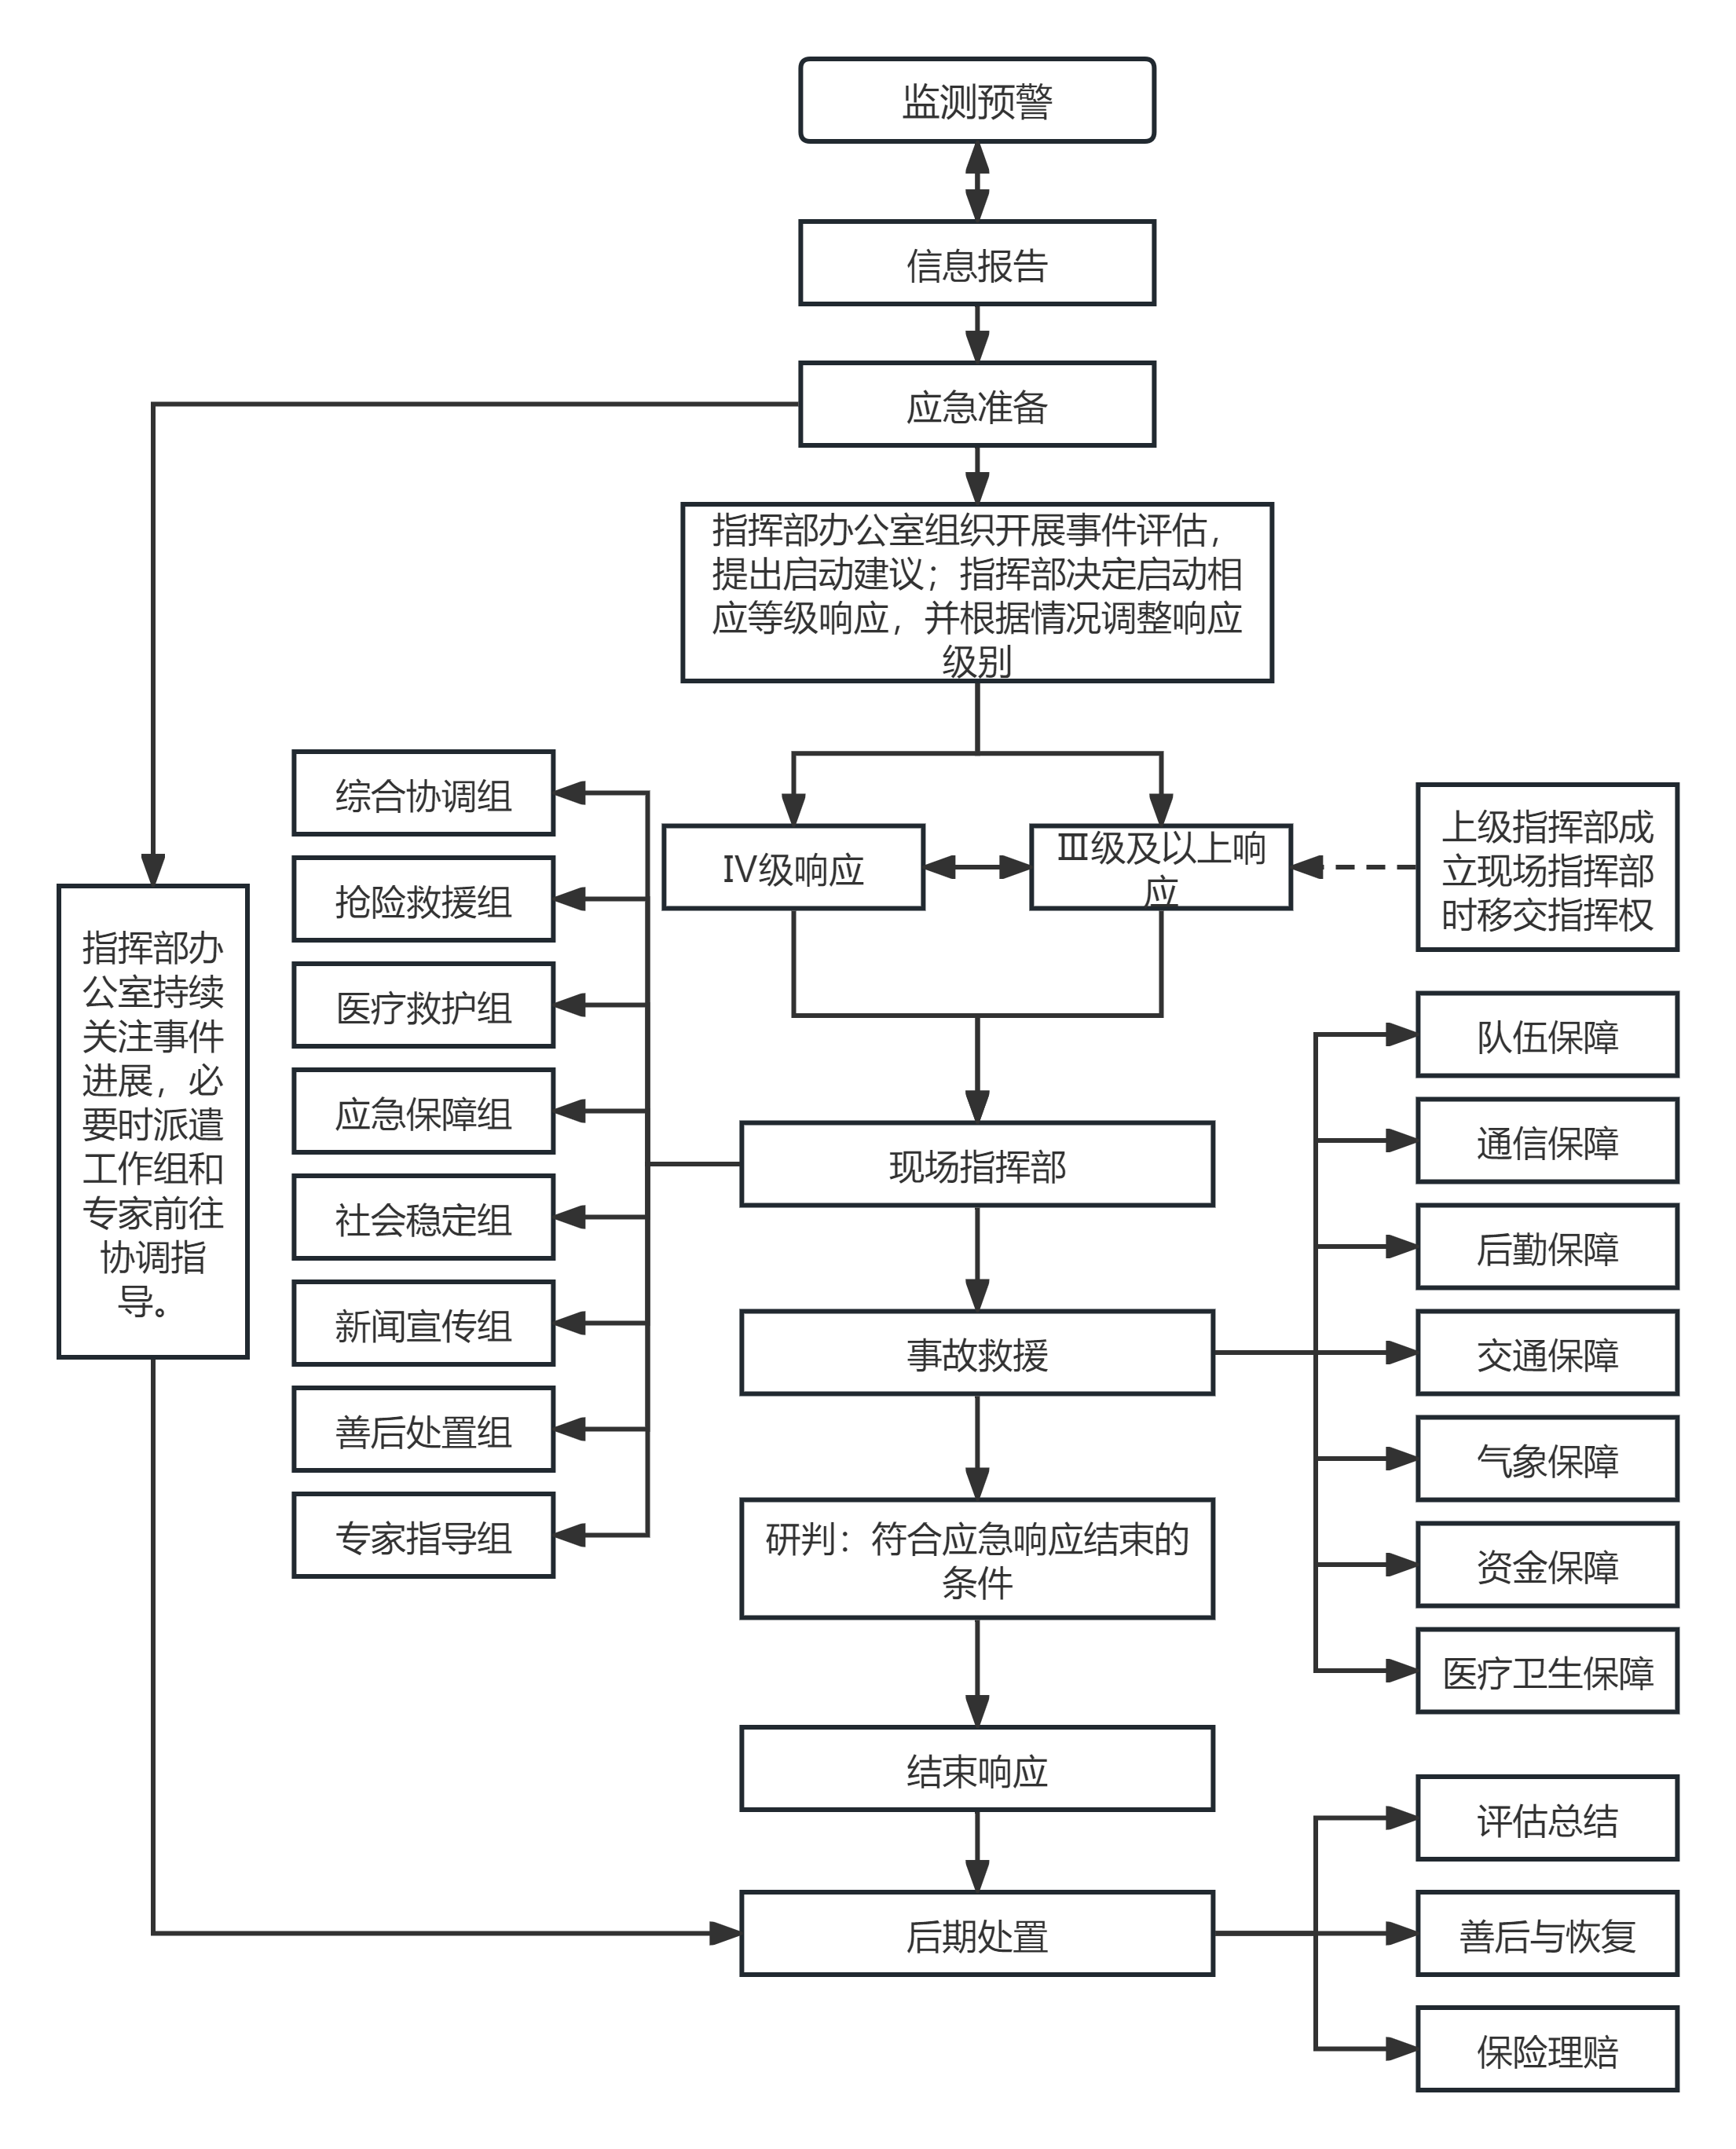 监测预警
信息报告
应急准备
指挥部办公室组织开展事件评估，
提出启动建议；指挥部决定启动相
应等级响应，并根据情况调整响应
级别
综合协调组
抢险救援组
医疗救护组
应急保障组
社会稳定组
新闻宣传组
善后处置组
专家指导组
Ⅳ级响应
Ⅲ级及以上响
应
上级指挥部成
立现场指挥部
时移交指挥权
指挥部办
公室持续
关注事件
进展，必
要时派遣
工作组和
专家前往
协调指
导。
现场指挥部
事故救援
队伍保障
通信保障
后勤保障
交通保障
气象保障
资金保障
医疗卫生保障
研判：符合应急响应结束的
条件
结束响应
后期处置
评估总结
善后与恢复
保险理赔